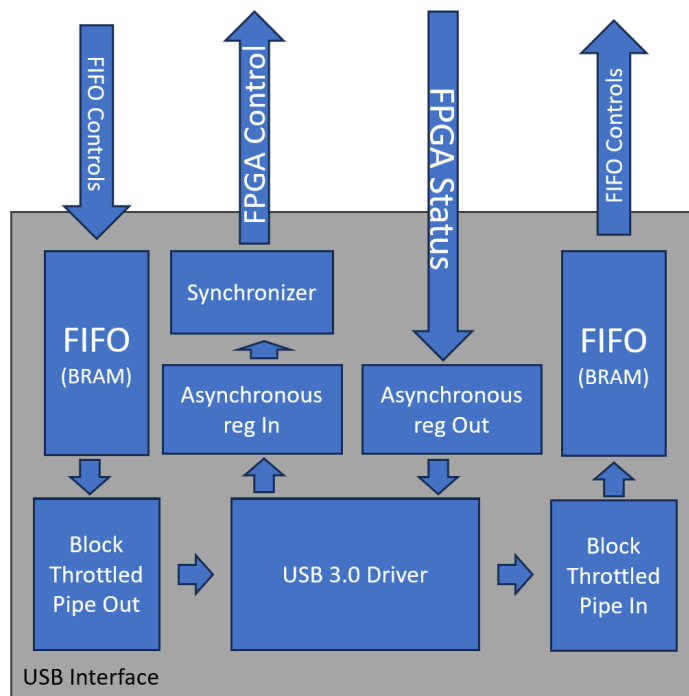 FIFO Controls
FPGA Control
FPGA Status
FIFO Controls
FIFO
(BRAM)
Synchronizer
FIFO
(BRAM)
Asynchronous
reg In
Asynchronous
reg Out
Block
Throttled
Pipe Out
USB 3.0 Driver
Block
Throttled
Pipe In
USB Interface